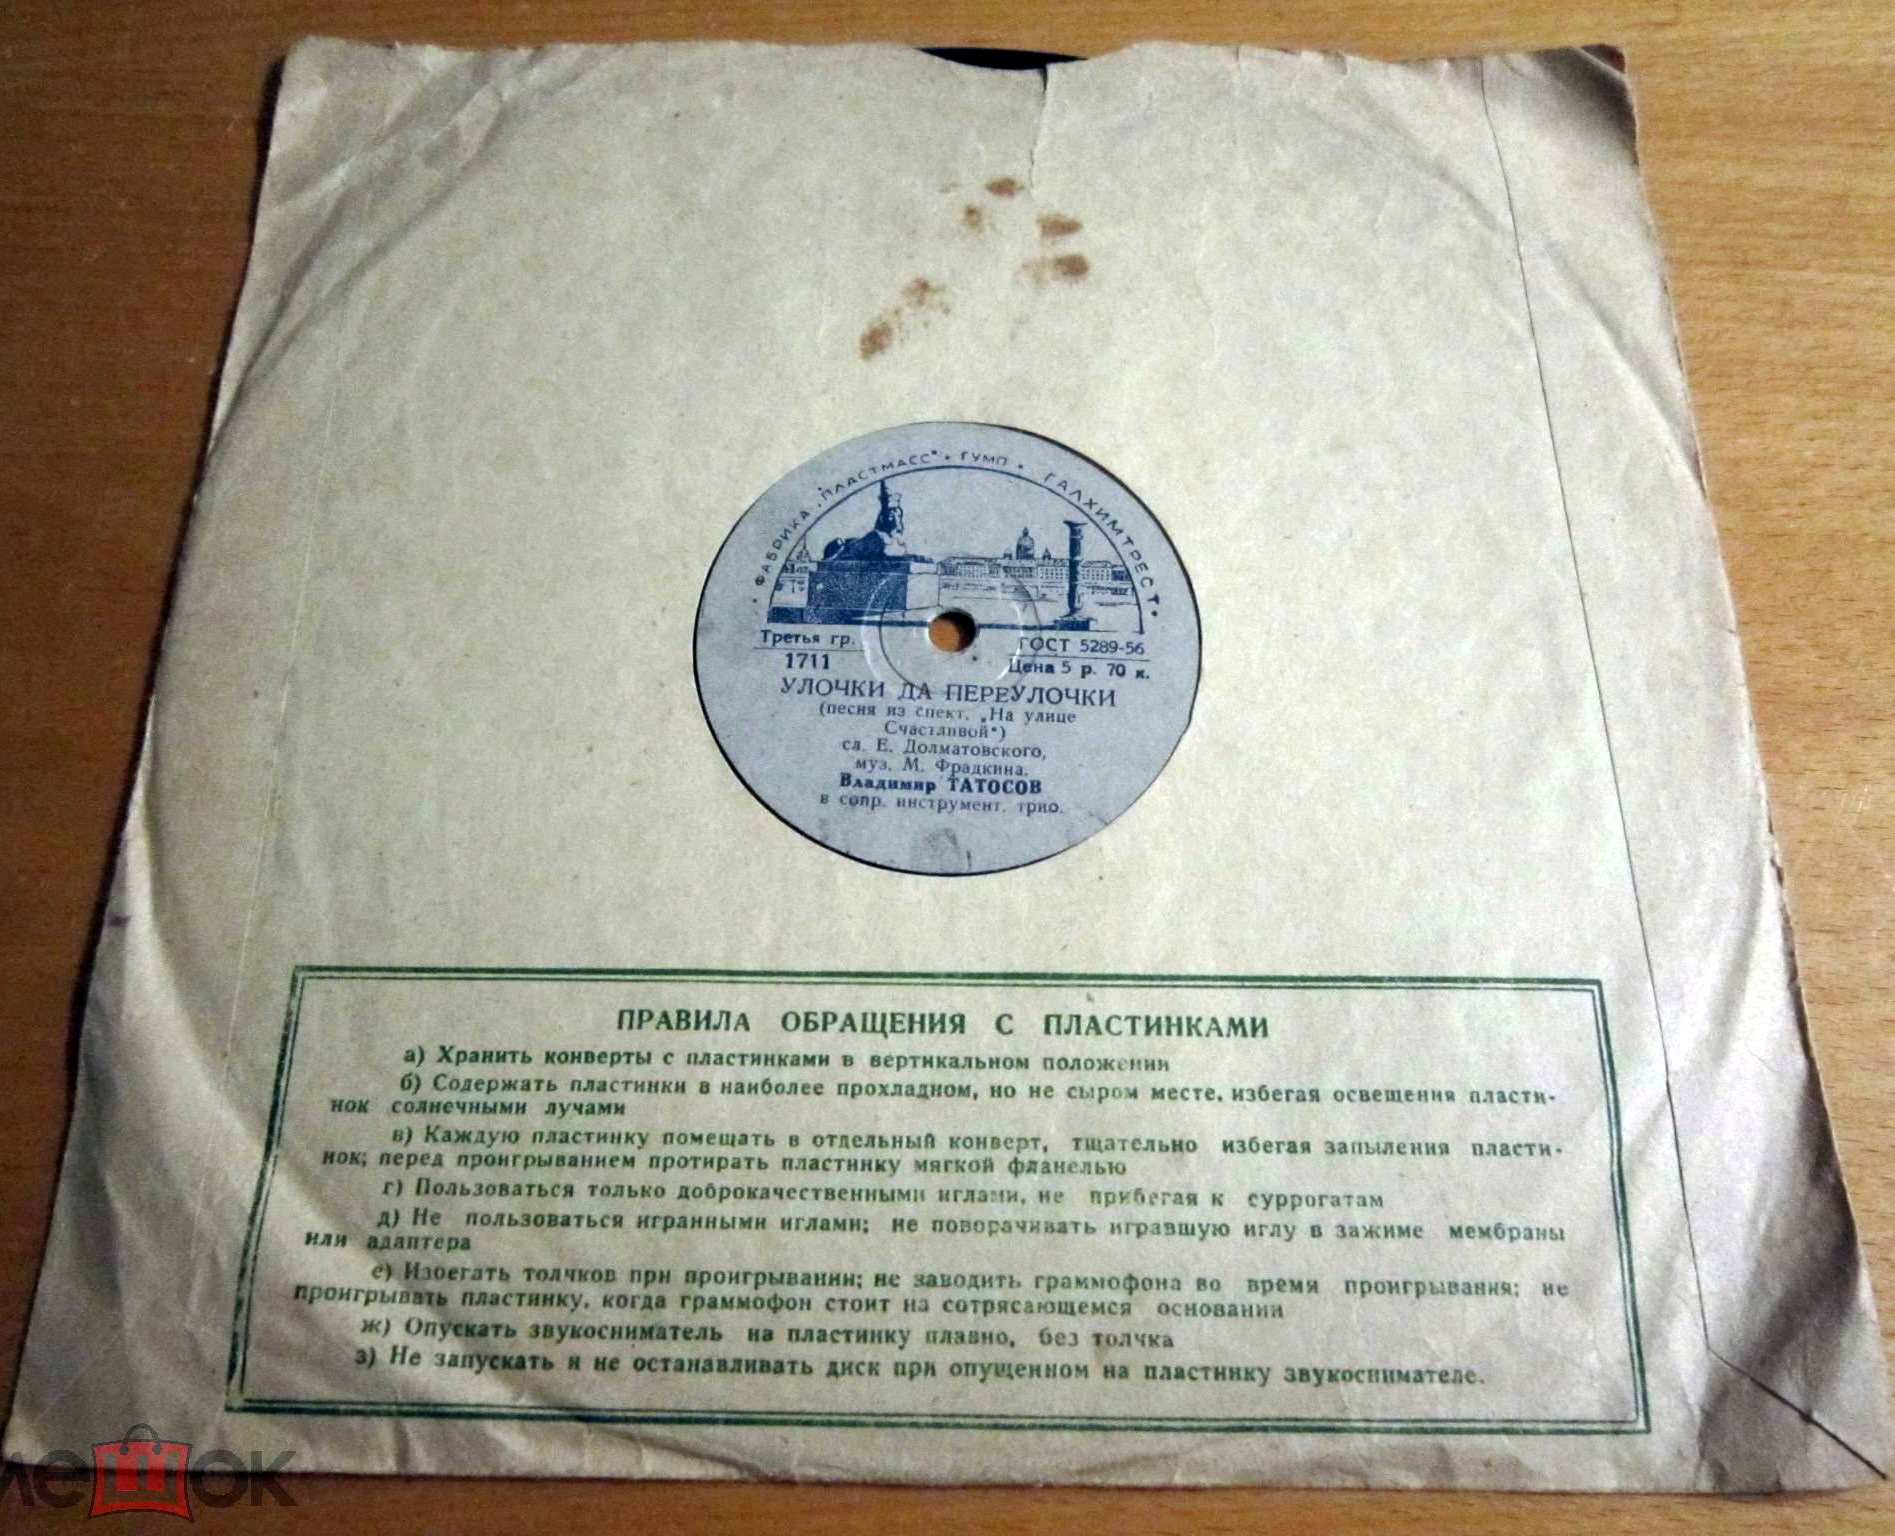 • ФАБРИКА „ПЛАСТМАСС" • ГУМП • ГАЛХИМТРЕСТ •
Третья гр. ГОСТ 5289-56
1711 Цена 5 р. 70 к.
УЛОЧКИ ДА ПЕРЕУЛОЧКИ
(песня из спект. „На улице
Счастливой")
сл. Е. Долматовского,
муз. М. Фрадкина.
Владимир ТАТОСОВ
в сопр. инструмент. трио.
ПРАВИЛА ОБРАЩЕНИЯ С ПЛАСТИНКАМИ
а) Хранить конверты с пластинками в вертикальном положении
б) Содержать пластинки в наиболее прохладном, но не сыром месте, избегая освещения пласти-
нок солнечными лучами
в) Каждую пластинку помещать в отдельный конверт, тщательно избегая запыления пласти-
нок; перед проигрыванием протирать пластинку мягкой фланелью
г) Пользоваться только доброкачественными иглами, не прибегая к суррогатам
д) Не пользоваться игранными иглами; не поворачивать игравшую иглу в зажиме мембраны
или адаптера
е) Избегать толчков при проигрывании; не заводить граммофона во время проигрывания; не
проигрывать пластинку, когда граммофон стоит на сотрясающемся основании
ж) Опускать звукосниматель на пластинку плавно, без толчка
з) Не запускать и не останавливать диск при опущенном на пластинку звукоснимателе.
лешок